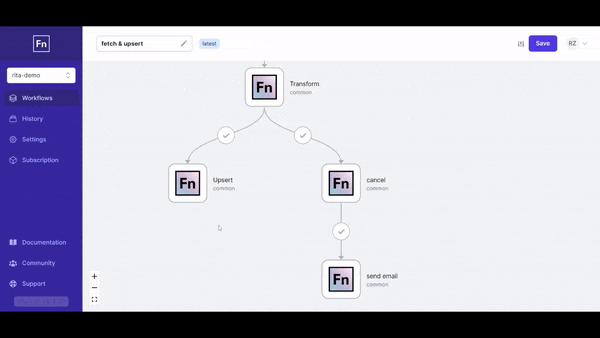 Fn
fetch & upsert
latest
Save
RZ
rita-demo
Workflows
History
Settings
Subscription
Documentation
Community
Support
Fn
Transform
common
Fn
Upsert
common
Fn
cancel
common
Fn
send email
common